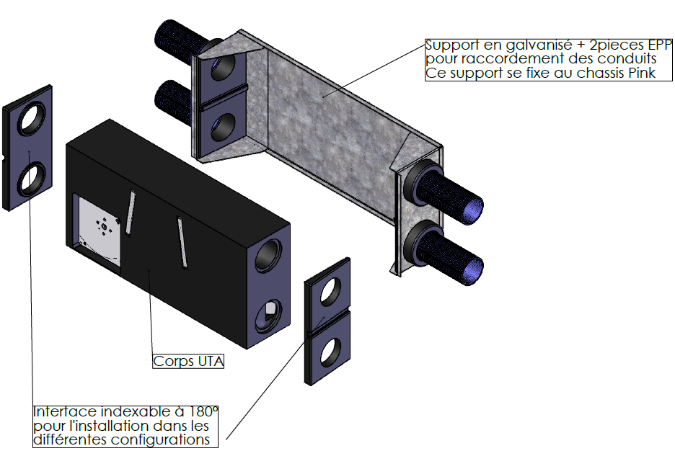 Support en galvanisé + 2pieces EPP
pour raccordement des conduits
Ce support se fixe au chassis Pink
Corps UTA
Interface indexable à 180º
pour l'installation dans les
différentes configurations